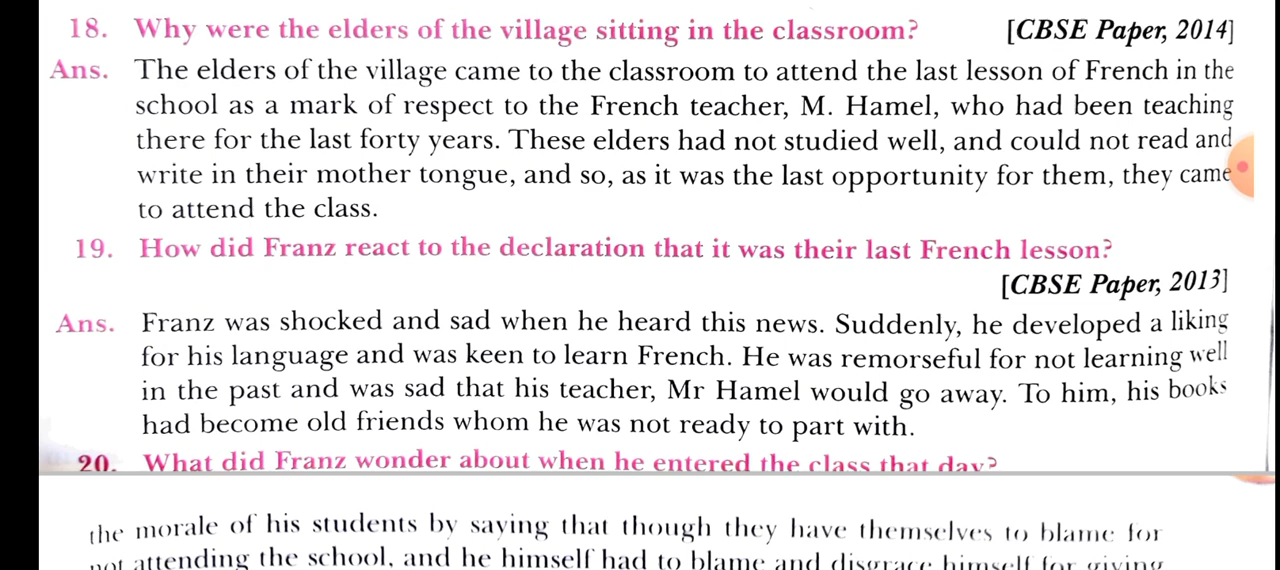 18. Why were the elders of the village sitting in the classroom? [CBSE Paper, 2014]
Ans. The elders of the village came to the classroom to attend the last lesson of French in the
school as a mark of respect to the French teacher, M. Hamel, who had been teaching
there for the last forty years. These elders had not studied well, and could not read and
write in their mother tongue, and so, as it was the last opportunity for them, they came
to attend the class.
19. How did Franz react to the declaration that it was their last French lesson?
[CBSE Paper, 2013]
Ans. Franz was shocked and sad when he heard this news. Suddenly, he developed a liking
for his language and was keen to learn French. He was remorseful for not learning well
in the past and was sad that his teacher, Mr Hamel would go away. To him, his books
had become old friends whom he was not ready to part with.
20. What did Franz wonder about when he entered the class that day?
the morale of his students by saying that though they have themselves to blame for
not attending the school, and he himself had to blame and disgrace himself for giving